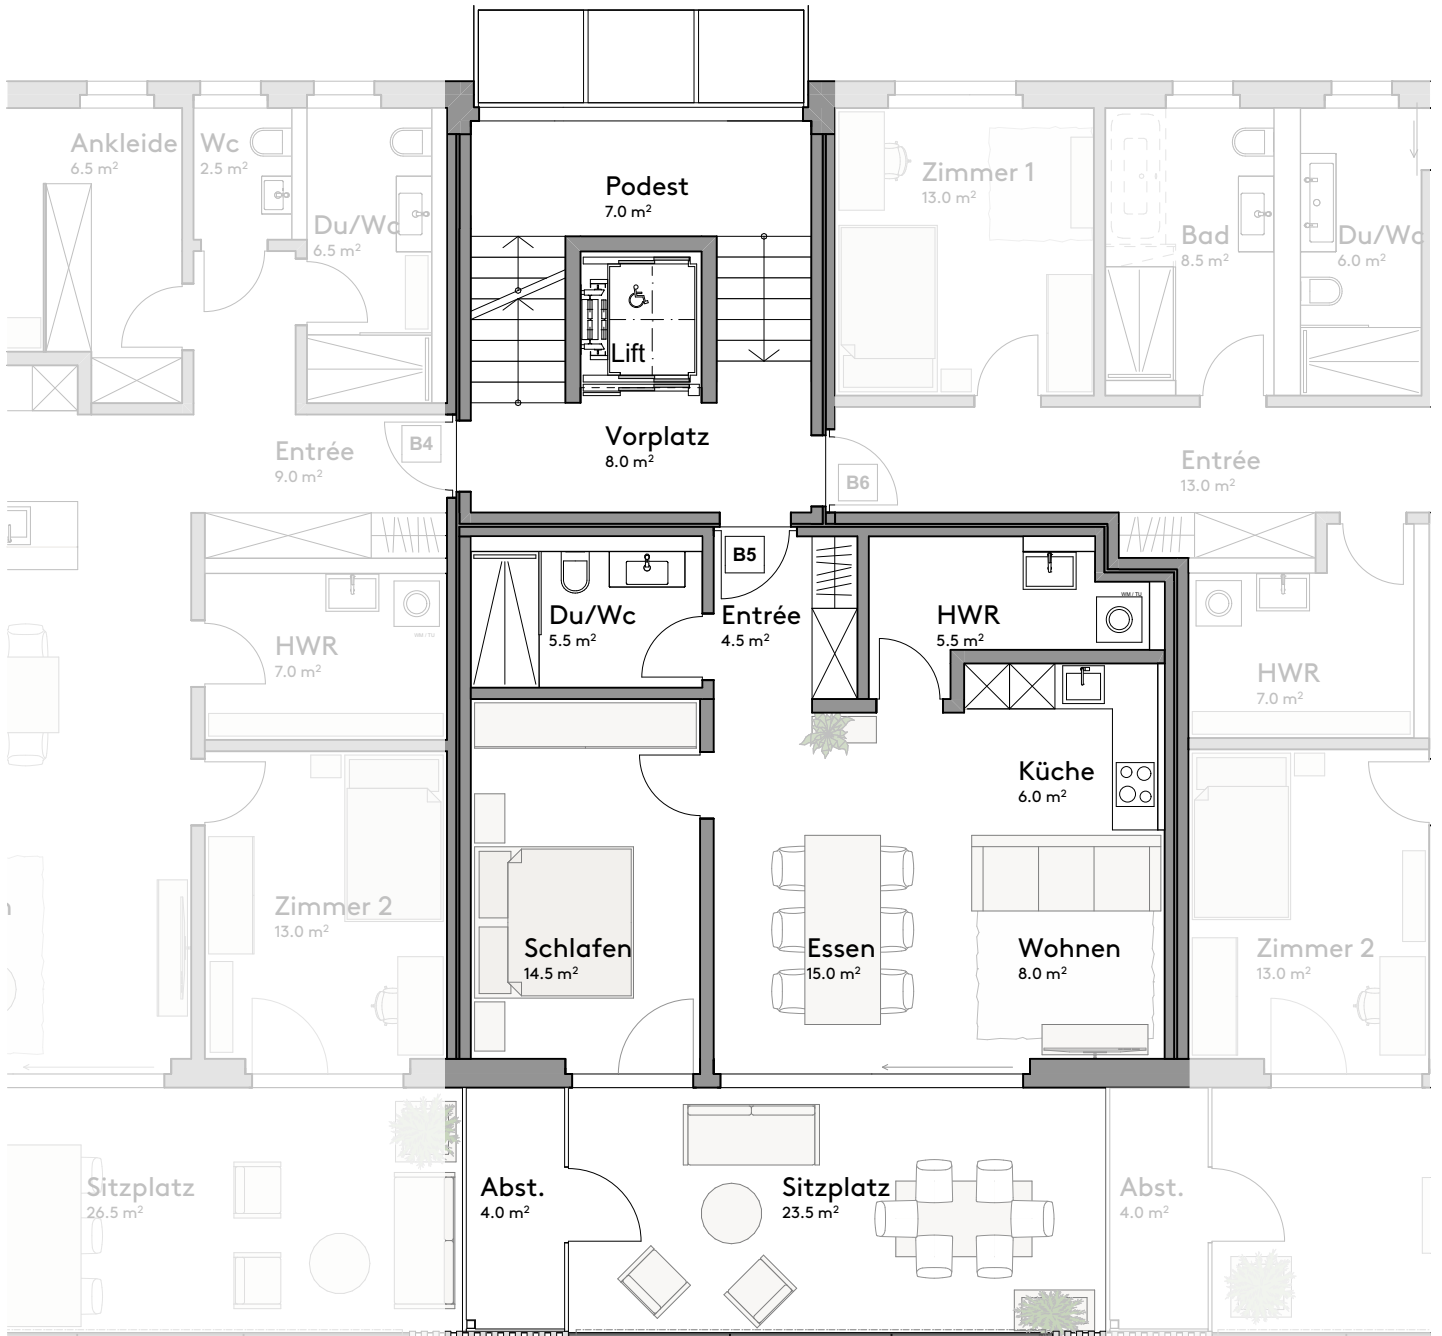 Ankleide
6.5 m²
Wc
2.5 m²
Du/Wc
6.5 m²
Podest
7.0 m²
Zimmer 1
13.0 m²
Bad
8.5 m²
Du/Wc
6.0 m²
Lift
Entrée
9.0 m²
B4
Vorplatz
8.0 m²
B6
Entrée
13.0 m²
B5
HWR
7.0 m²
WM / TU
Du/Wc
5.5 m²
Entrée
4.5 m²
HWR
5.5 m²
WM / TU
HWR
7.0 m²
Küche
6.0 m²
n
Zimmer 2
13.0 m²
Schlafen
14.5 m²
Essen
15.0 m²
Wohnen
8.0 m²
Zimmer 2
13.0 m²
Sitzplatz
26.5 m²
Abst.
4.0 m²
Sitzplatz
23.5 m²
Abst.
4.0 m²